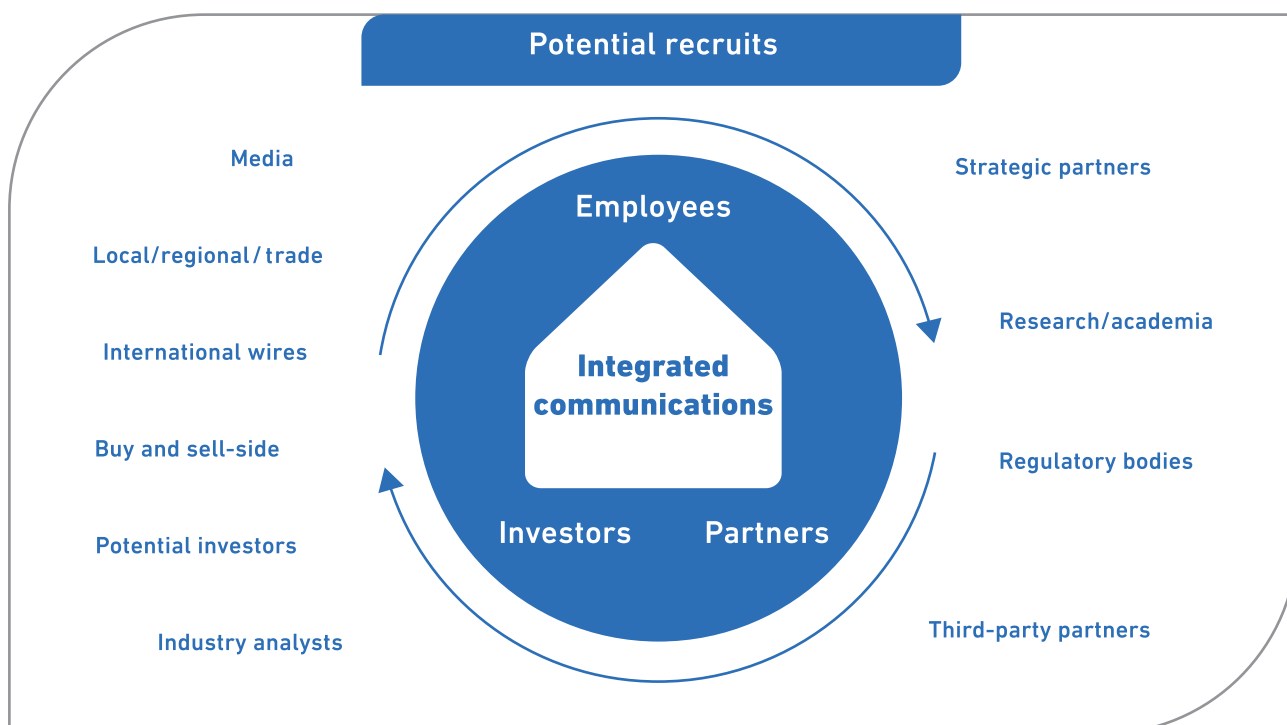 Potential recruits
Media
Local/regional/trade
International wires
Buy and sell-side
Potential investors
Industry analysts
Employees
Integrated
communications
Investors
Partners
Strategic partners
Research/academia
Regulatory bodies
Third-party partners